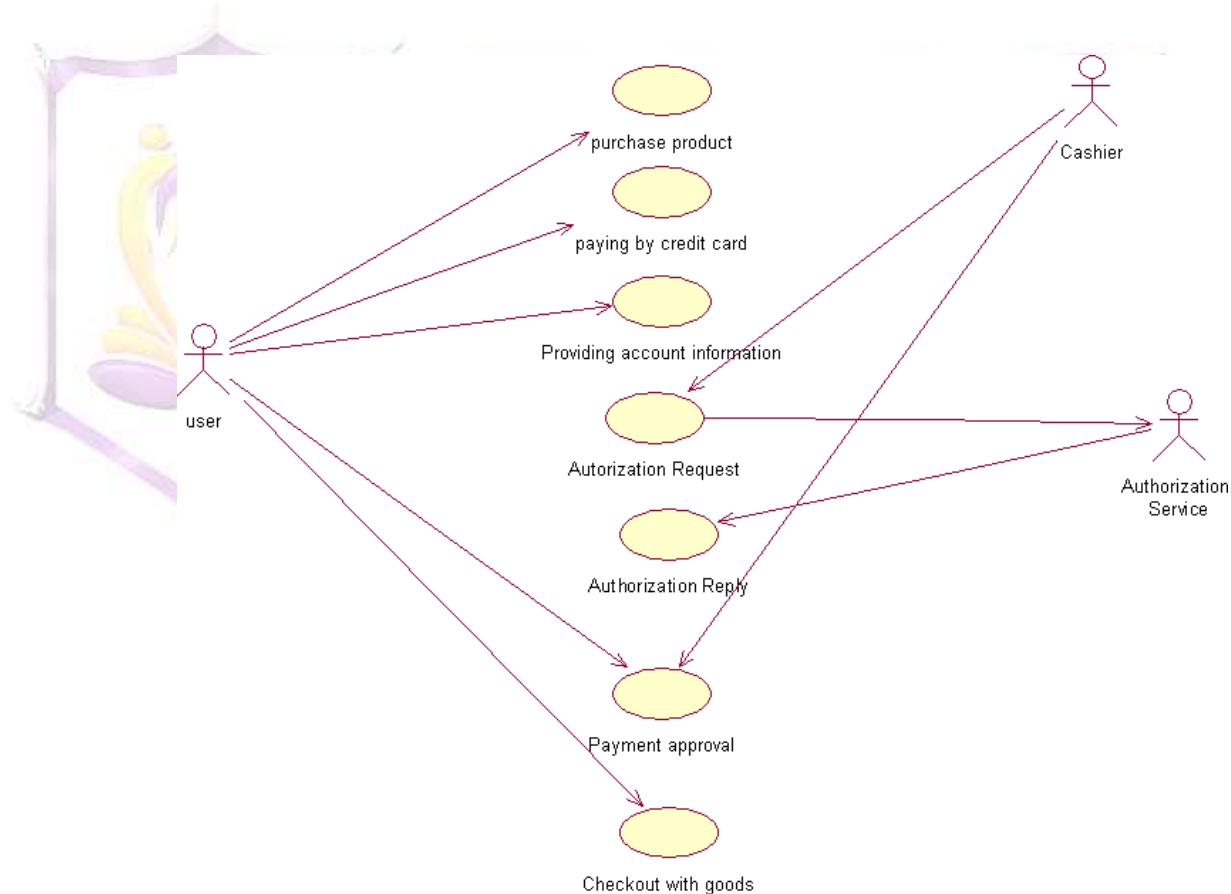 purchase product
Cashier
paying by credit card
Providing account information
user
Autorization Request
Authorization
Service
Authorization Reply
Payment approval
Checkout with goods